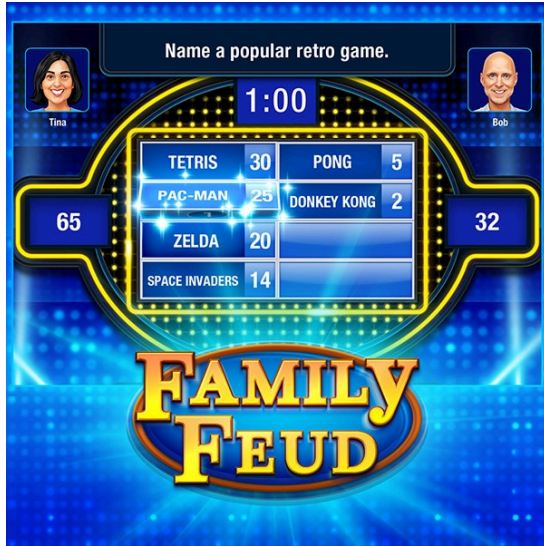 Name a popular retro game.
Tina
1:00
Bob
TETRIS 30 PONG 5
PAC-MAN 25 DONKEY KONG 2
65
32
ZELDA 20
SPACE INVADERS 14
FAMILY
FEUD